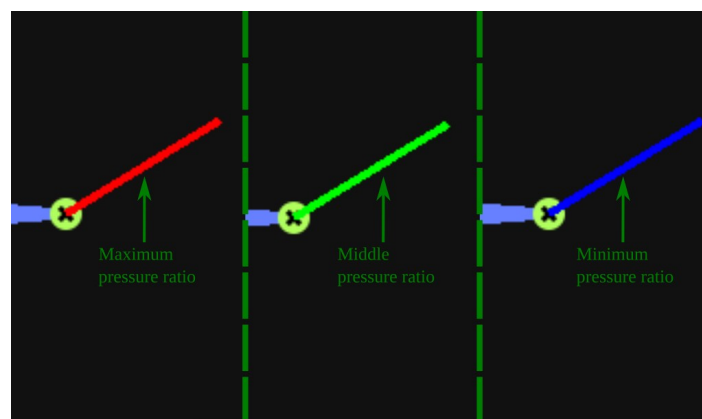 Maximum
pressure ratio
Middle
pressure ratio
Minimum
pressure ratio